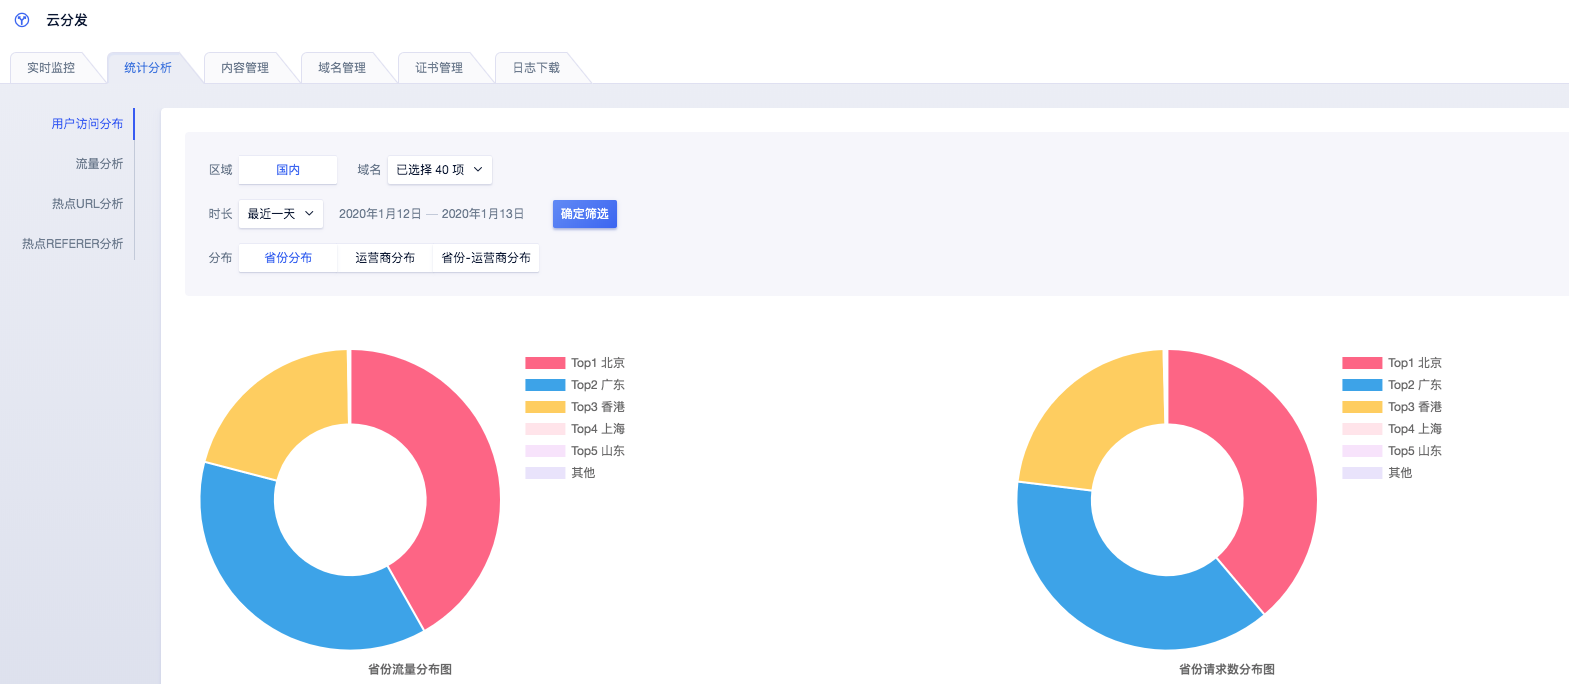 云分发
实时监控 统计分析 内容管理 域名管理 证书管理 日志下载
用户访问分布
流量分析
热点URL分析
热点REFERER分析
区域 国内 域名 已选择 40 项
时长 最近一天 2020年1月12日 — 2020年1月13日 确定筛选
分布 省份分布 运营商分布 省份-运营商分布
Top1 北京
Top2 广东
Top3 香港
Top4 上海
Top5 山东
其他
省份流量分布图
Top1 北京
Top2 广东
Top3 香港
Top4 上海
Top5 山东
其他
省份请求数分布图